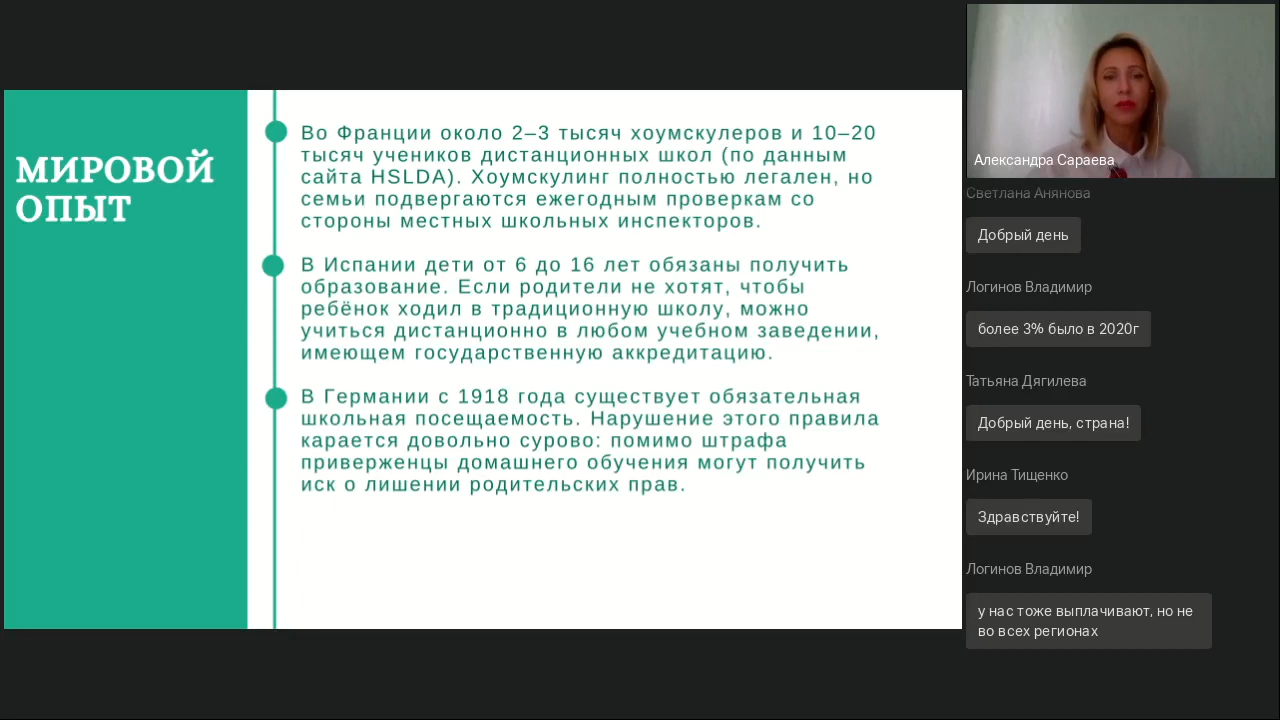 МИРОВОЙ
ОПЫТ
Во Франции около 2–3 тысяч хоумскулеров и 10–20
тысяч учеников дистанционных школ (по данным
сайта HSLDA). Хоумскулинг полностью легален, но
семьи подвергаются ежегодным проверкам со
стороны местных школьных инспекторов.
В Испании дети от 6 до 16 лет обязаны получить
образование. Если родители не хотят, чтобы
ребёнок ходил в традиционную школу, можно
учиться дистанционно в любом учебном заведении,
имеющем государственную аккредитацию.
В Германии с 1918 года существует обязательная
школьная посещаемость. Нарушение этого правила
карается довольно сурово: помимо штрафа
приверженцы домашнего обучения могут получить
иск о лишении родительских прав.
Александра Сараева
Светлана Анянова
Добрый день
Логинов Владимир
более 3% было в 2020г
Татьяна Дягилева
Добрый день, страна!
Ирина Тищенко
Здравствуйте!
Логинов Владимир
у нас тоже выплачивают, но не
во всех регионах